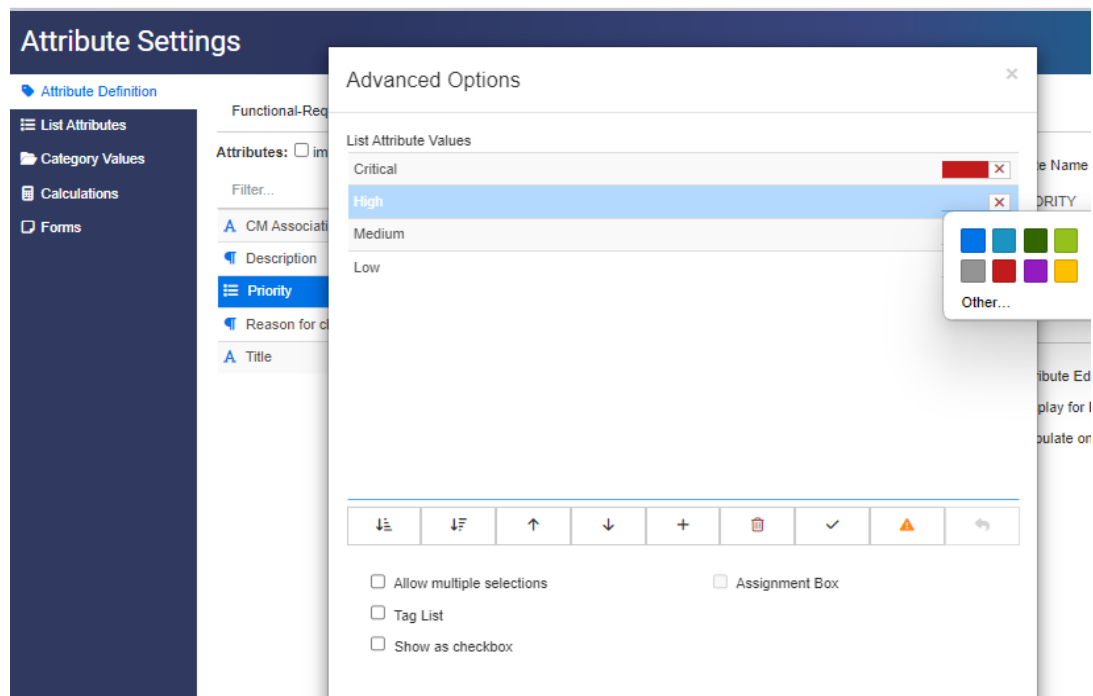 Attribute Settings
Attribute Definition
List Attributes
Category Values
Calculations
Forms
Functional-Req
Attributes: im
Filter...
A CM Associati
Description
Priority
Reason for cl
A Title
Advanced Options
×
List Attribute Values
Critical
High
Medium
Low
Other...
Allow multiple selections
Assignment Box
Tag List
Show as checkbox
e Name
ORITY
ribute Ed
play for
pulate on